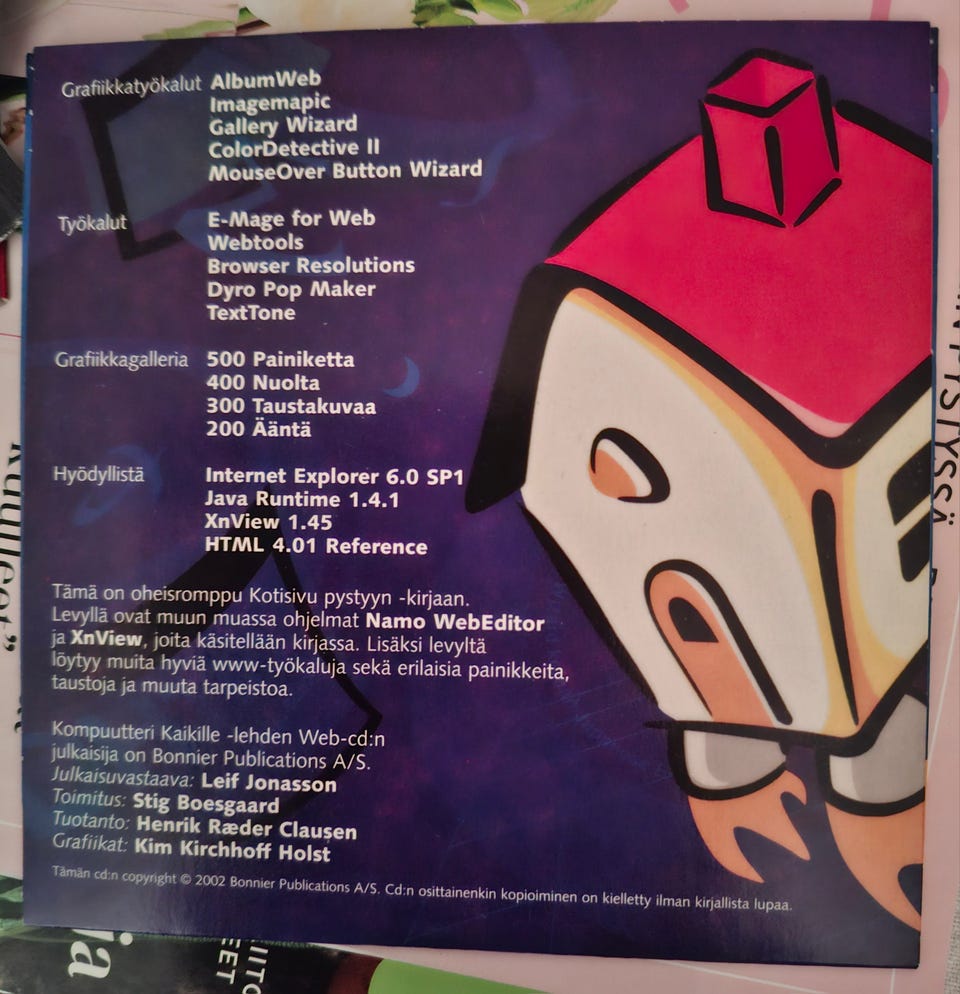 Grafiikkatyökalut AlbumWeb
Imagemapic
Gallery Wizard
ColorDetective II
MouseOver Button Wizard
Työkalut E-Mage for Web
Webtools
Browser Resolutions
Dyro Pop Maker
TextTone
Grafiikkagalleria 500 Painiketta
400 Nuolta
300 Taustakuvaa
200 Ääntä
Hyödyllistä Internet Explorer 6.0 SP1
Java Runtime 1.4.1
XnView 1.45
HTML 4.01 Reference
Tämä on oheisromppu Kotisivu pystyyn -kirjaan.
Levyllä ovat muun muassa ohjelmat Namo WebEditor
ja XnView, joita käsitellään kirjassa. Lisäksi levyltä
löytyy muita hyviä www-työkaluja sekä erilaisia painikkeita,
taustoja ja muuta tarpeistoa.
Kompuutteri Kaikille -lehden Web-cd:n
julkaisija on Bonnier Publications A/S.
Julkaisuvastaava: Leif Jonasson
Toimitus: Stig Boesgaard
Tuotanto: Henrik Ræder Clausen
Grafiikat: Kim Kirchhoff Holst
Tämän cd:n copyright © 2002 Bonnier Publications A/S. Cd:n osittainenkin kopioiminen on kielletty ilman kirjallista lupaa.